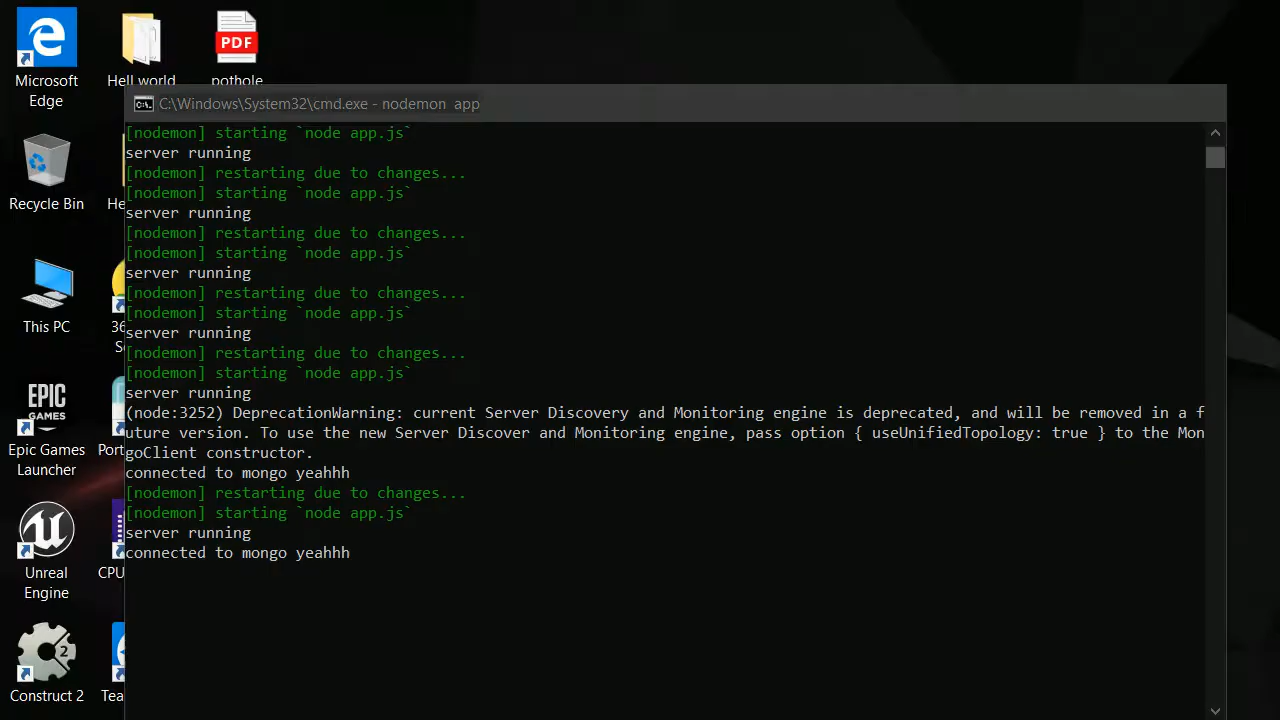 Microsoft Edge
Hell world
PDF
pothole
Recycle Bin
He
This PC
36
S
EPIC GAMES
Epic Games Launcher
Port
Unreal Engine
CPU
2
Construct 2
Tea
C:\Windows\System32\cmd.exe - nodemon  app
[nodemon] starting `node app.js`
server running
[nodemon] restarting due to changes...
[nodemon] starting `node app.js`
server running
[nodemon] restarting due to changes...
[nodemon] starting `node app.js`
server running
[nodemon] restarting due to changes...
[nodemon] starting `node app.js`
server running
[nodemon] restarting due to changes...
[nodemon] starting `node app.js`
server running
(node:3252) DeprecationWarning: current Server Discovery and Monitoring engine is deprecated, and will be removed in a f
uture version. To use the new Server Discover and Monitoring engine, pass option { useUnifiedTopology: true } to the Mon
goClient constructor.
connected to mongo yeahhh
[nodemon] restarting due to changes...
[nodemon] starting `node app.js`
server running
connected to mongo yeahhh